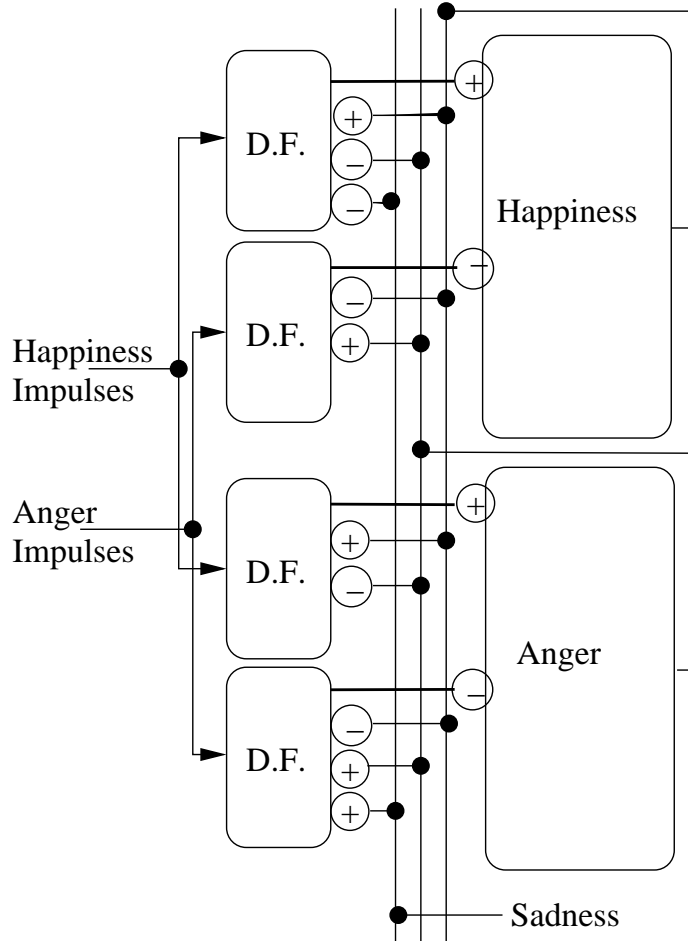 +
D.F.
+
−
−
Happiness
−
D.F.
−
+
Happiness
Impulses
+
Anger
Impulses
D.F.
+
−
Anger
−
D.F.
−
+
+
Sadness